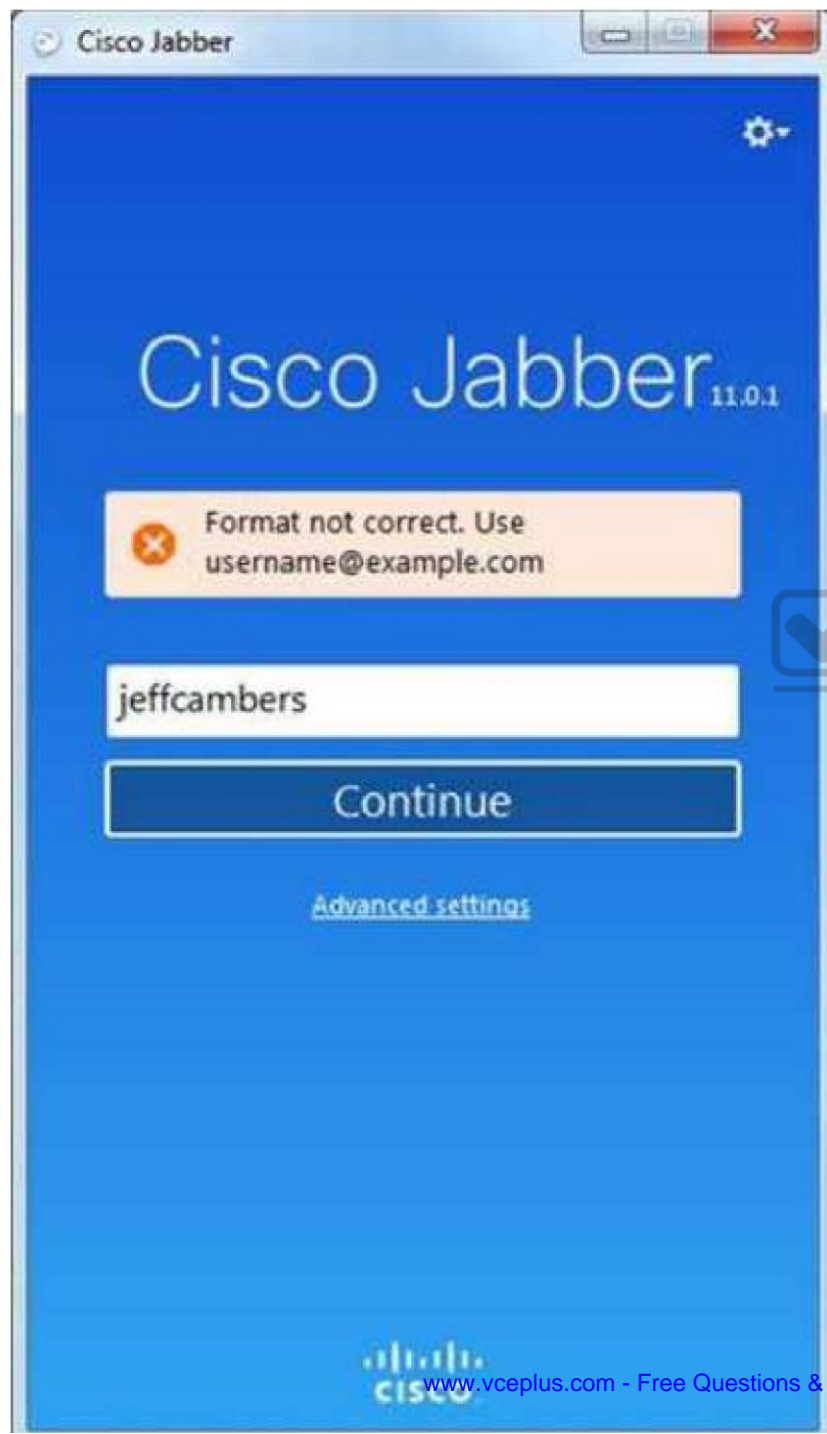 Cisco Jabber
Cisco Jabber 11.0.1
Format not correct. Use
username@example.com
jeffcambers
Continue
Advanced settings
CISCO
www.vceplus.com - Free Questions &